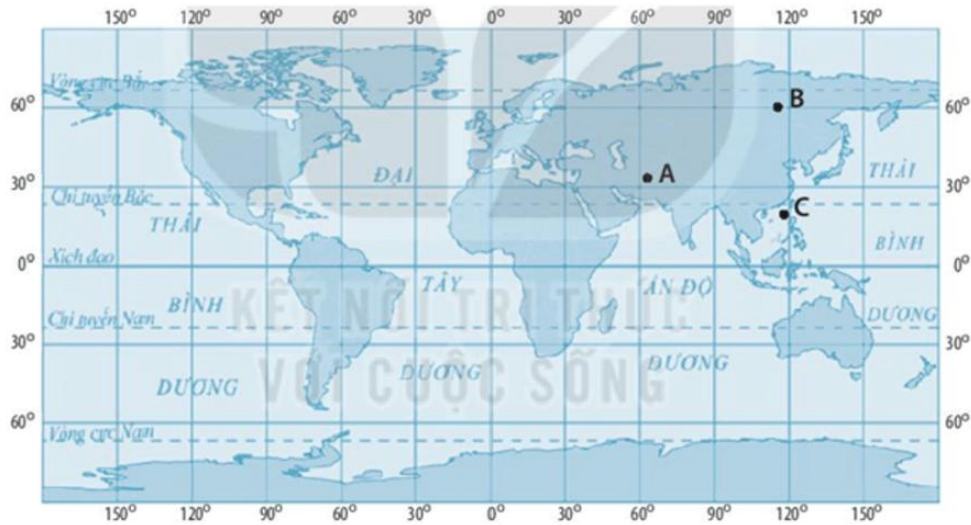 150° 120° 90° 60° 30° 0° 30° 60° 90° 120° 150°
Vòng cực Bắc
60° B 60°
ĐẠI A THÁI
30° 30°
Chí tuyến Bắc C
THÁI BÌNH
Xích đạo
0° 0°
TÂY ẤN ĐỘ
BÌNH DƯƠNG
KẾT NỐI TRI THỨC
Chí tuyến Nam
30° 30°
DƯƠNG DƯƠNG DƯƠNG
VỚI CUỘC SỐNG
60° 60°
Vòng cực Nam
150° 120° 90° 60° 30° 0° 30° 60° 90° 120° 150°